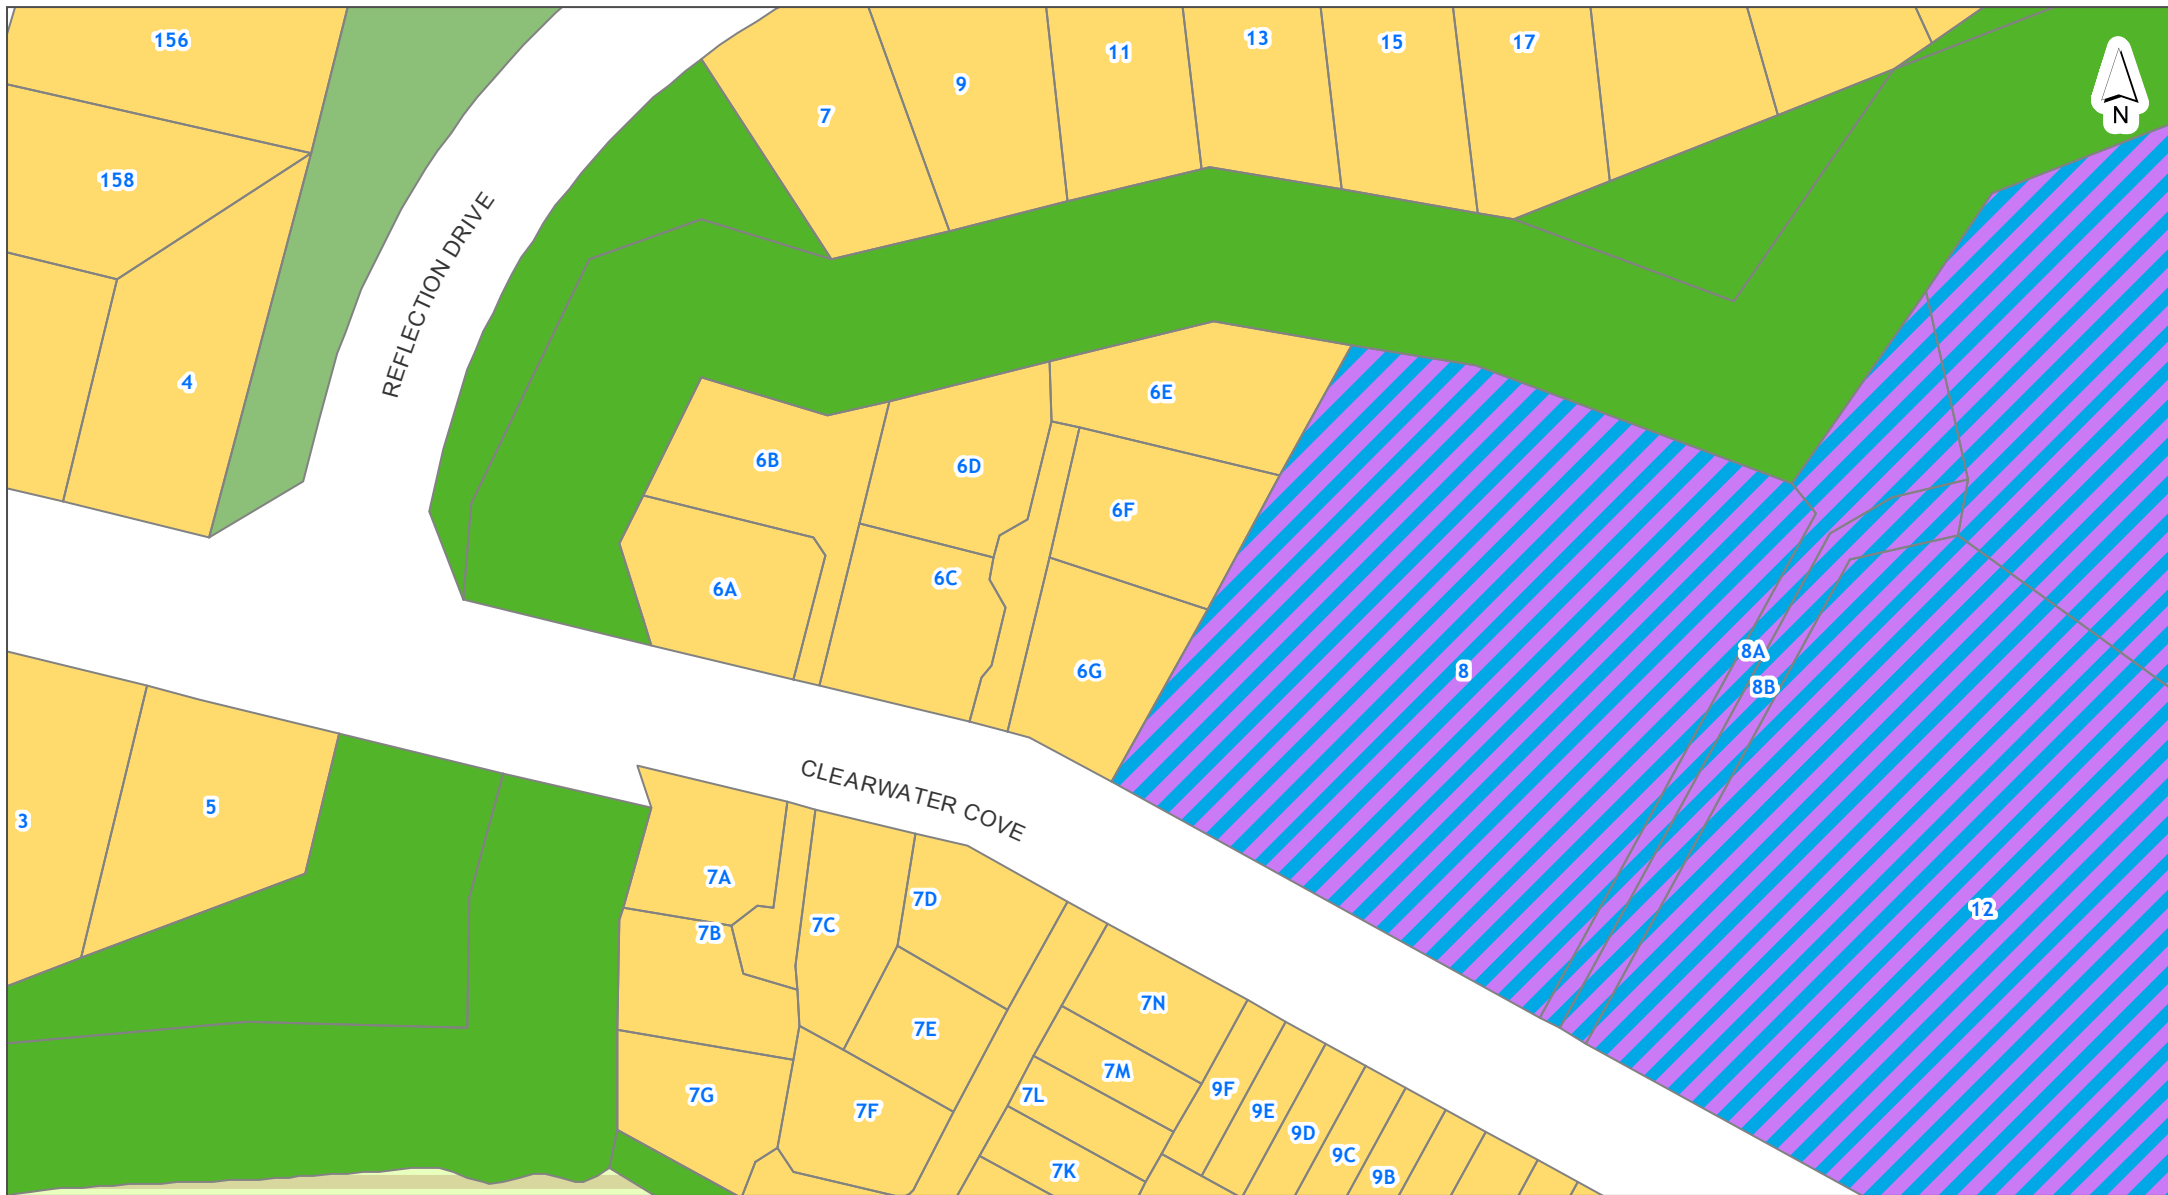 156
13
15
17
11
9
N
7
158
REFLECTION DRIVE
4
6E
6B
6D
6F
6C
6A
8A
6G
8
8B
CLEARWATER COVE
5
3
7A
7D
12
7C
7B
7N
7E
7M
9F
7G
7L
7F
9E
9D
9C
7K
9B